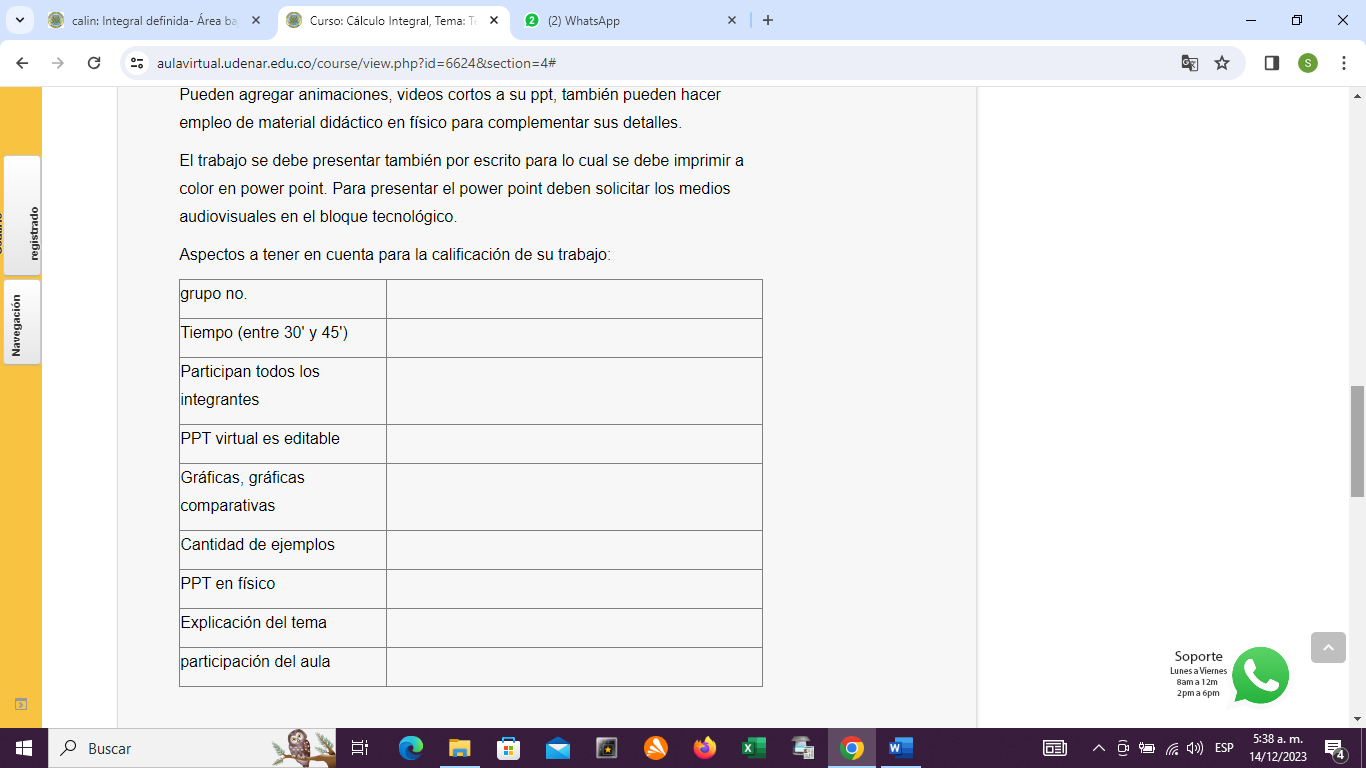 calin: Integral definida- Área ba
Curso: Cálculo Integral, Tema: T
2
(2) WhatsApp
aulavirtual.udenar.edu.co/course/view.php?id=6624&section=4#
S
Pueden agregar animaciones, videos cortos a su ppt, también pueden hacer
empleo de material didáctico en físico para complementar sus detalles.
El trabajo se debe presentar también por escrito para lo cual se debe imprimir a
color en power point. Para presentar el power point deben solicitar los medios
audiovisuales en el bloque tecnológico.
registrado
Navegación
Aspectos a tener en cuenta para la calificación de su trabajo:
grupo no.
Tiempo (entre 30' y 45')
Participan todos los
integrantes
PPT virtual es editable
Gráficas, gráficas
comparativas
Cantidad de ejemplos
PPT en físico
Explicación del tema
participación del aula
Soporte
Lunes a Viernes
8am a 12m
2pm a 6pm
Buscar
ESP
5:38 a. m.
14/12/2023
4